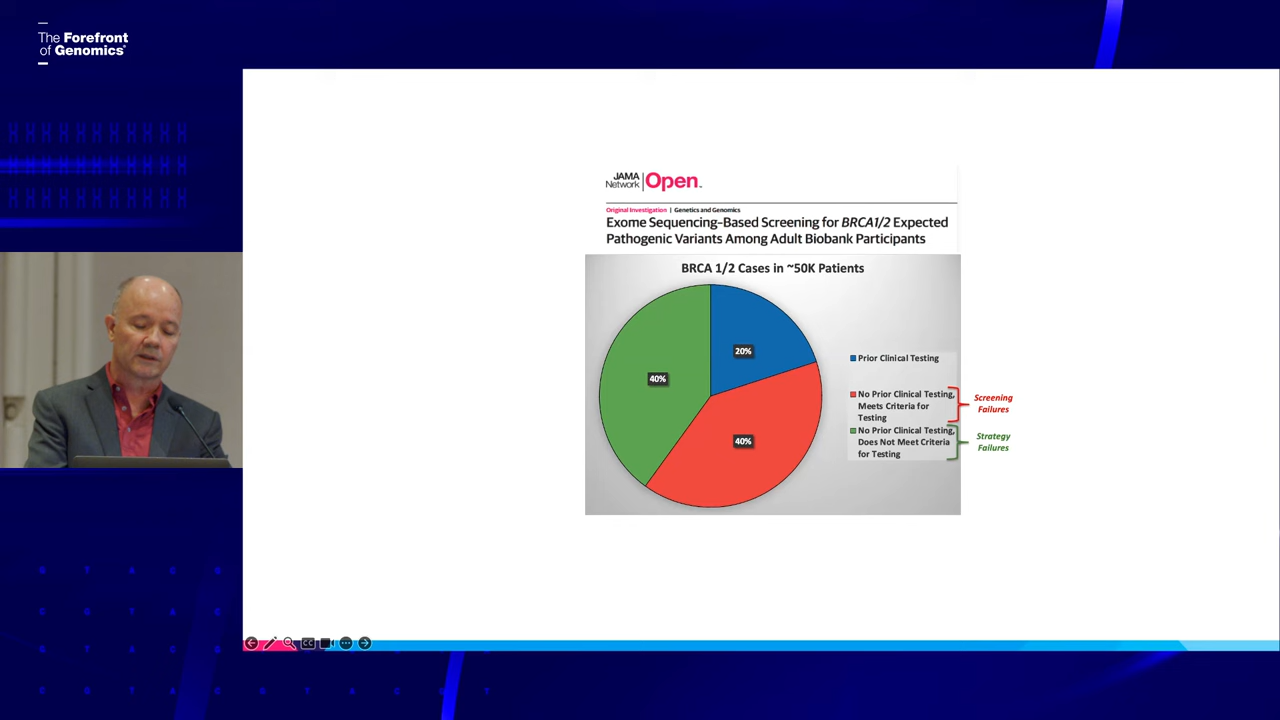 The Forefront
of Genomics®
JAMA
Network
Open™
Original Investigation | Genetics and Genomics
Exome Sequencing–Based Screening for BRCA1/2 Expected
Pathogenic Variants Among Adult Biobank Participants
BRCA 1/2 Cases in ~50K Patients
20%
40%
40%
Prior Clinical Testing
No Prior Clinical Testing,
Meets Criteria for
Testing
Screening
Failures
No Prior Clinical Testing,
Does Not Meet Criteria
for Testing
Strategy
Failures
CC